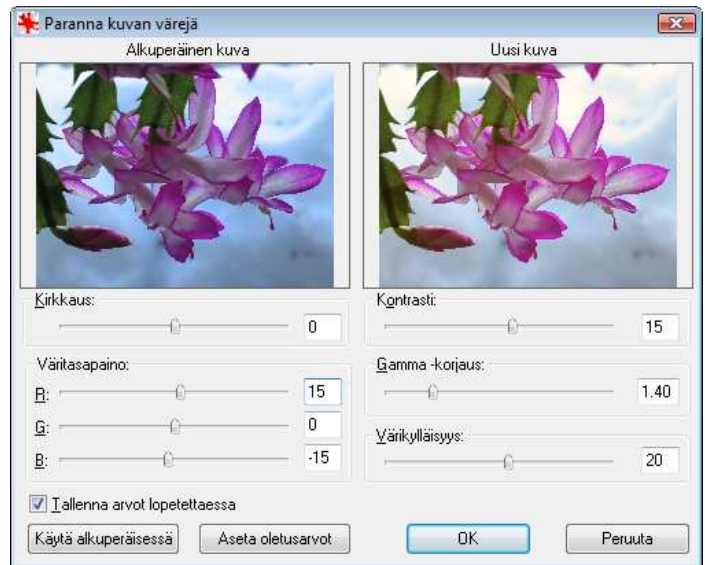 Paranna kuvan värejä
Alkuperäinen kuva
Uusi kuva
Kirkkaus:
0
Kontrasti:
15
Väritasapaino:
R:
15
G:
0
B:
-15
Gamma -korjaus:
1.40
Värikylläisyys:
20
Tallenna arvot lopetettaessa
Käytä alkuperäisessä
Aseta oletusarvot
OK
Peruuta